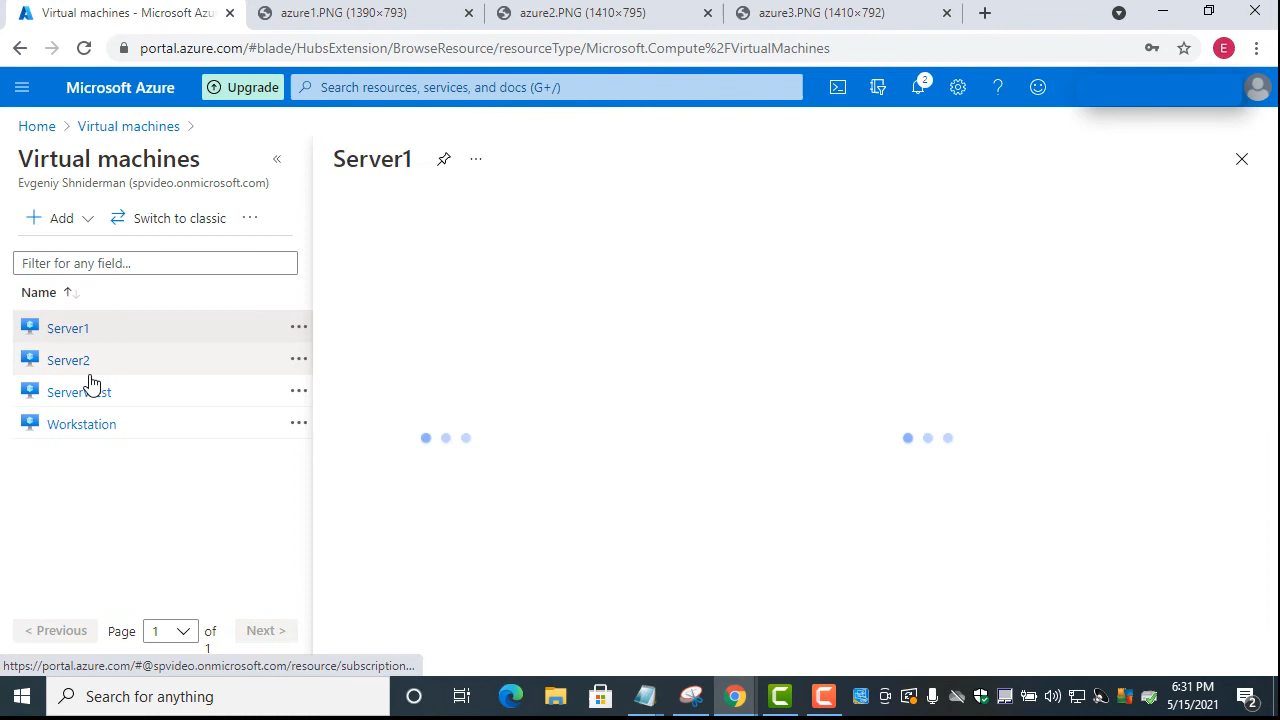 Virtual machines - Microsoft Azu
azure1.PNG (1390×793)
azure2.PNG (1410×795)
azure3.PNG (1410×792)
portal.azure.com/#blade/HubsExtension/BrowseResource/resourceType/Microsoft.Compute%2FVirtualMachines
E
Microsoft Azure
Upgrade
Search resources, services, and docs (G+/)
2
Home > Virtual machines >
Virtual machines
Evgeniy Shniderman (spvideo.onmicrosoft.com)
Server1
+ Add
Switch to classic
Filter for any field...
Name
Server1
Server2
Workstation
< Previous
Page
1
of
1
Next >
https://portal.azure.com/#@spvideo.onmicrosoft.com/resource/subscription...
Search for anything
6:31 PM
5/15/2021
2